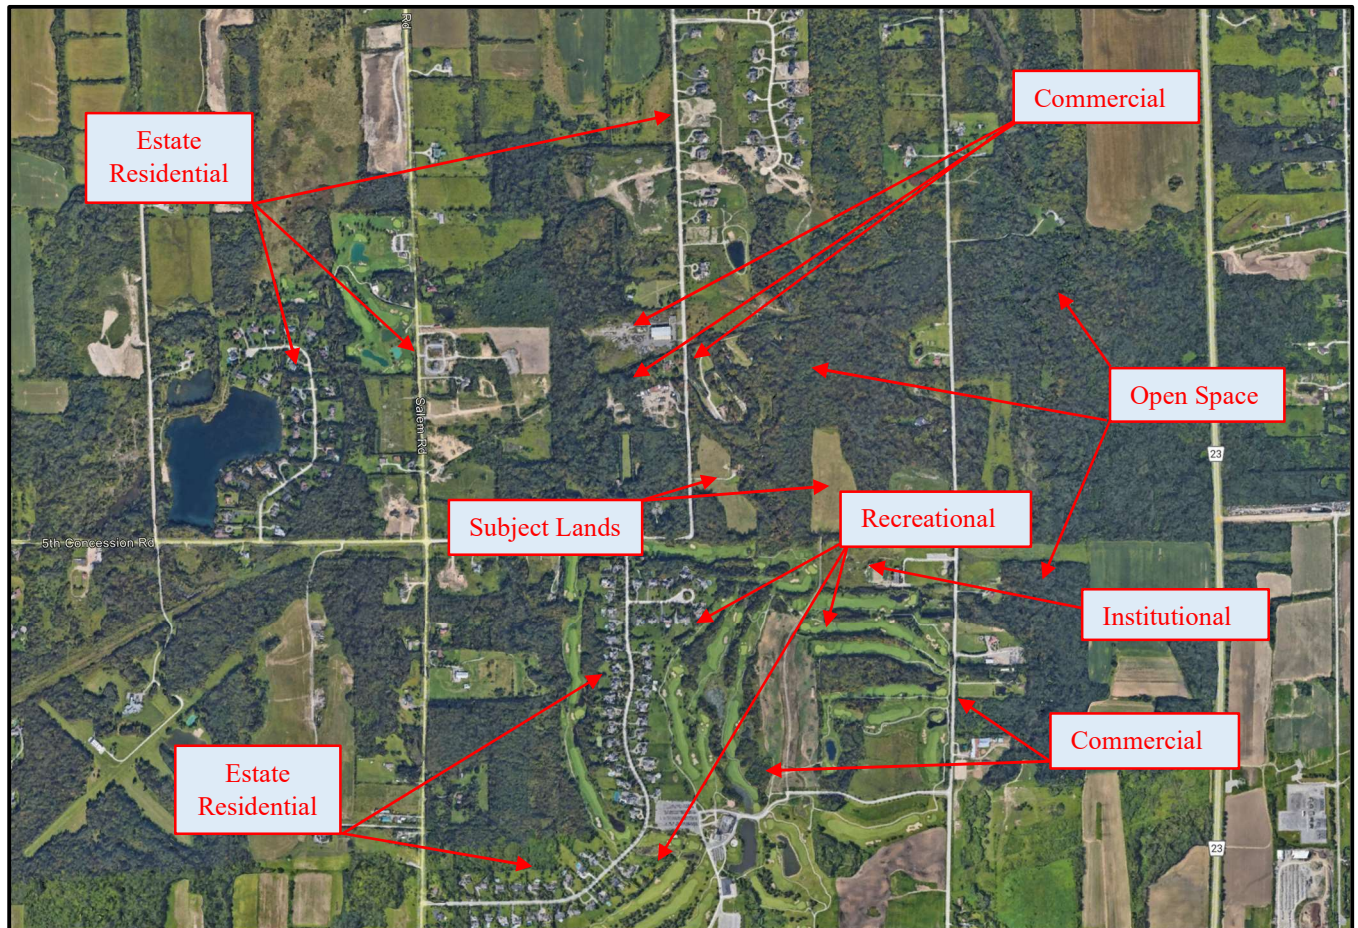 Rd
Commercial
Estate
Residential
Open Space
Salem Rd
23
Subject Lands
Recreational
5th Concession Rd
Institutional
Commercial
Estate
Residential
23